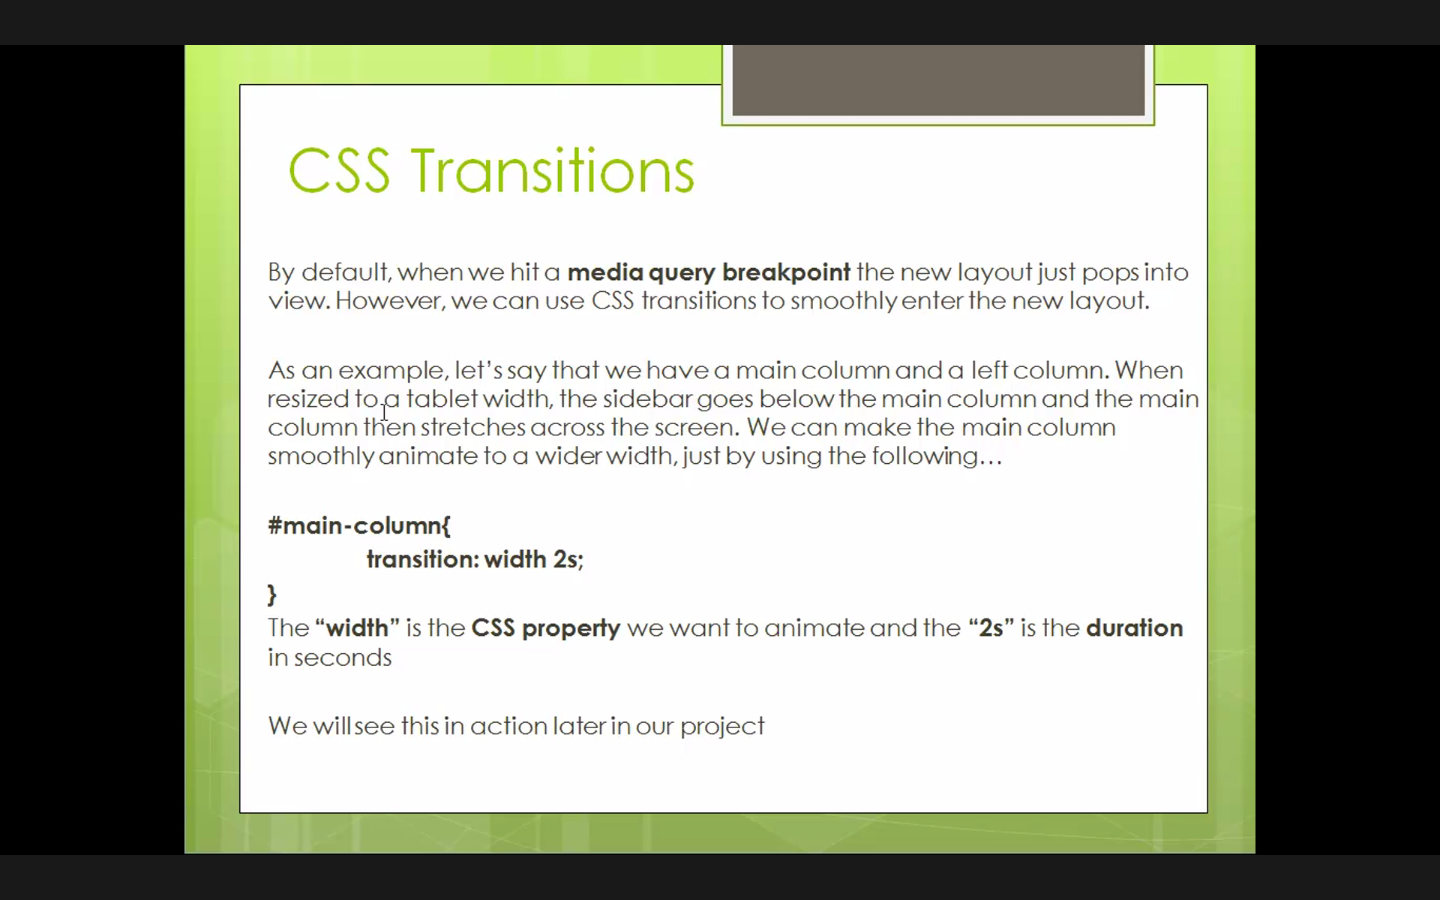 CSS Transitions
By default, when we hit a media query breakpoint the new layout just pops into
view. However, we can use CSS transitions to smoothly enter the new layout.
As an example, let’s say that we have a main column and a left column. When
resized to a tablet width, the sidebar goes below the main column and the main
column then stretches across the screen. We can make the main column
smoothly animate to a wider width, just by using the following…
#main-column{
transition: width 2s;
}
The “width” is the CSS property we want to animate and the “2s” is the duration
in seconds
We will see this in action later in our project